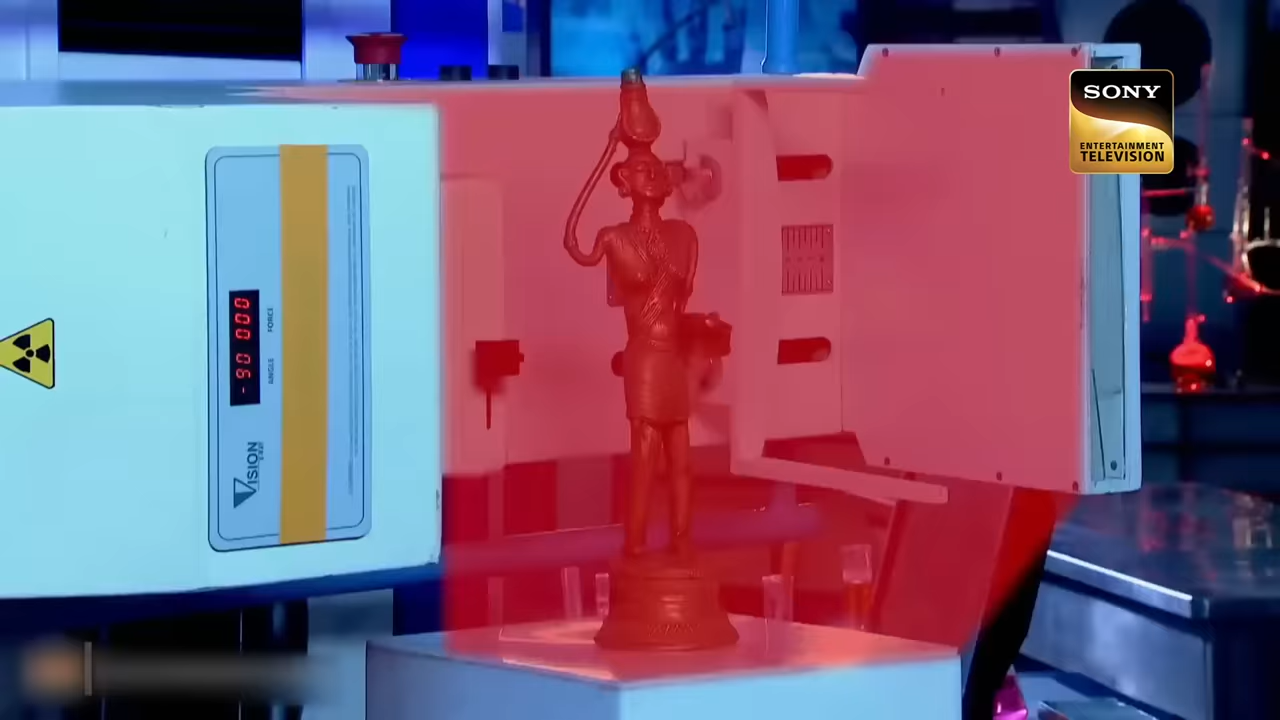 SONY
ENTERTAINMENT
TELEVISION
-90 000
ANGLE FORCE
VISION